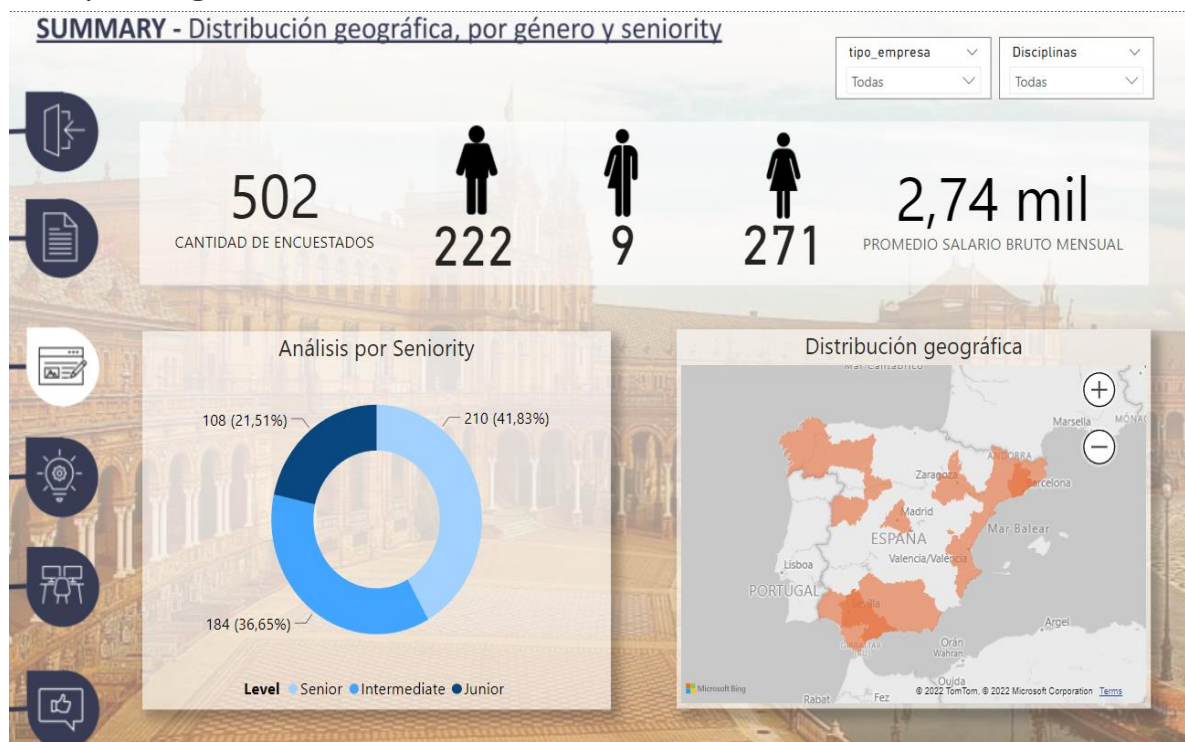 SUMMARY - Distribución geográfica, por género y seniority
tipo_empresa
Todas
Disciplinas
Todas
502
CANTIDAD DE ENCUESTADOS
222
9
271
2,74 mil
PROMEDIO SALARIO BRUTO MENSUAL
Análisis por Seniority
108 (21,51%)
210 (41,83%)
184 (36,65%)
Level Senior Intermediate Junior
Distribución geográfica
Mar Cantábrico
Marsella
MÓNAC
ANDORRA
Zaragoza
Barcelona
Madrid
ESPAÑA
Mar Balear
Valencia/València
Lisboa
PORTUGAL
Sevilla
GIBRALTAR
Argel
Orán
Wahran
Oujda
Rabat
Fez
Microsoft Bing
© 2022 TomTom, © 2022 Microsoft Corporation Terms